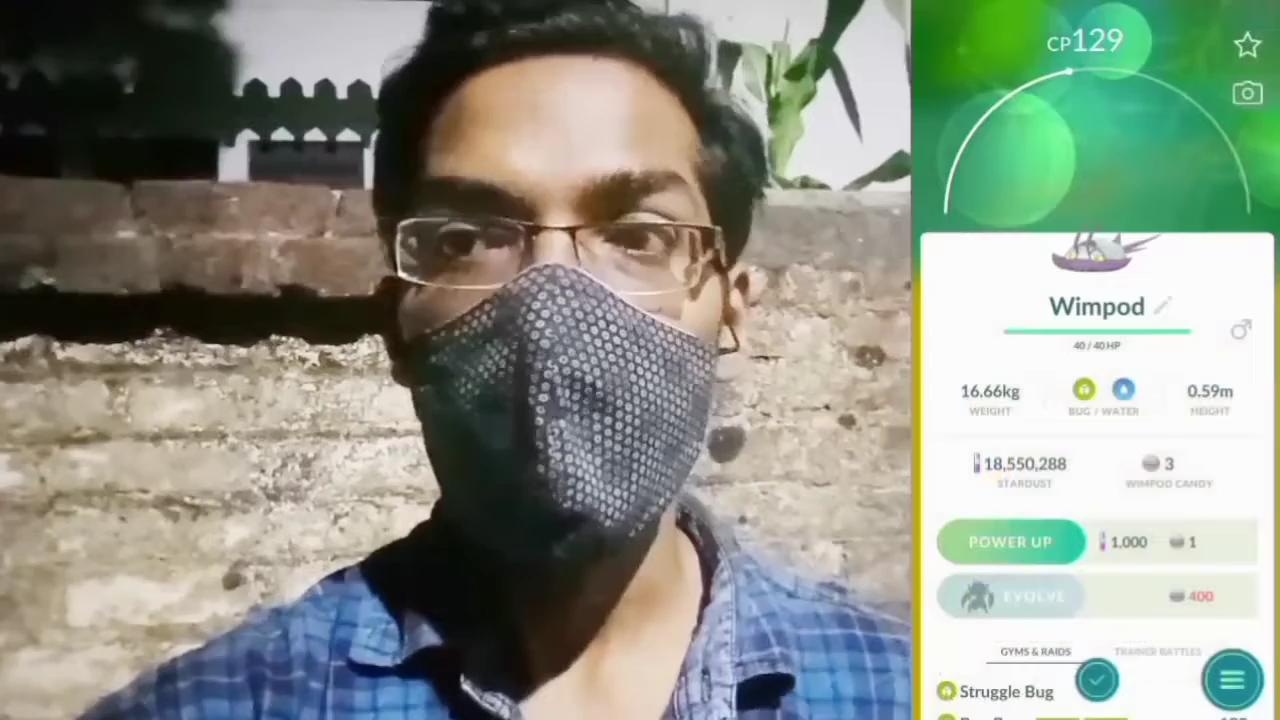 CP129
Wimpod
40 / 40 HP
16.66kg
WEIGHT
BUG / WATER
0.59m
HEIGHT
18,550,288
STARDUST
3
WIMPOD CANDY
POWER UP 1,000 1
EVOLVE 400
GYMS & RAIDS TRAINER BATTLES
Struggle Bug